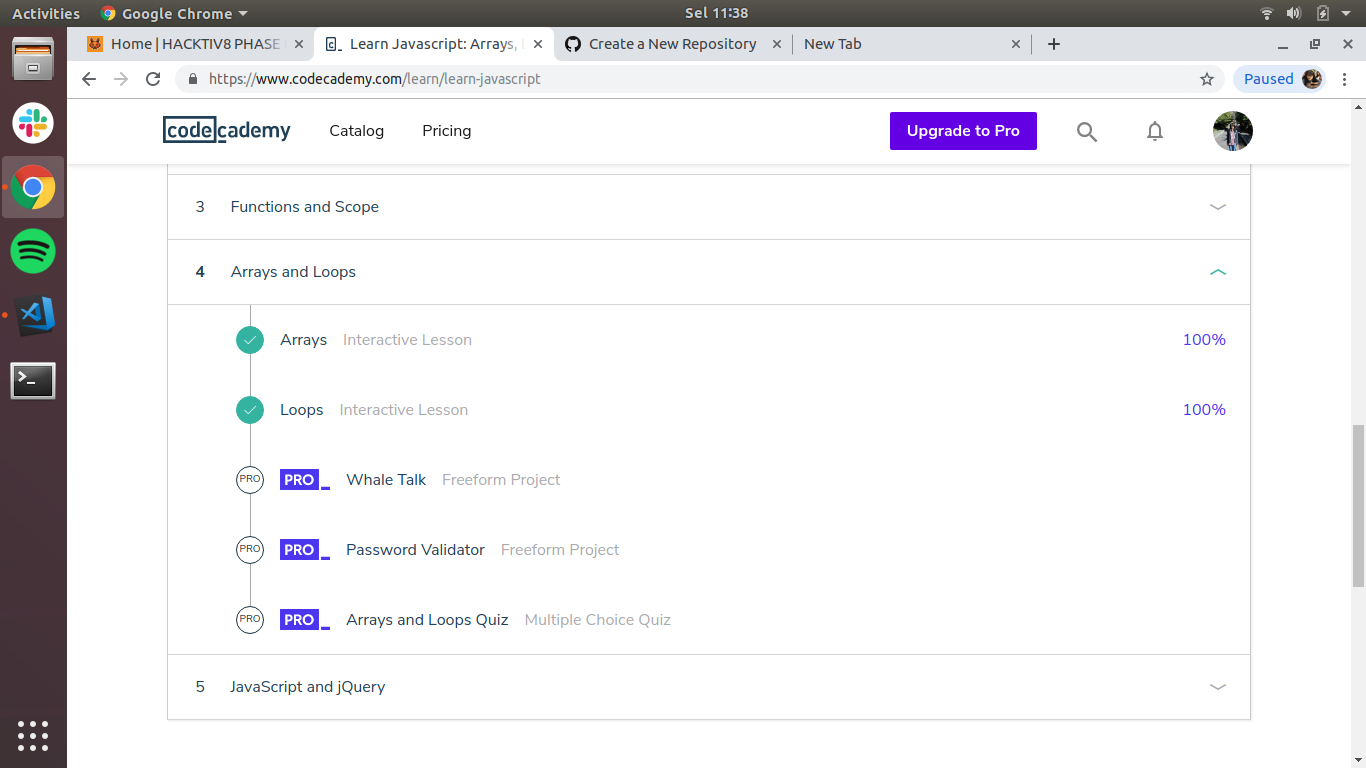 Activities Google Chrome Sel 11:38
Home | HACKTIV8 PHASE Learn Javascript: Arrays, Create a New Repository New Tab
https://www.codecademy.com/learn/learn-javascript Paused
codecademy Catalog Pricing Upgrade to Pro
3 Functions and Scope
4 Arrays and Loops
Arrays Interactive Lesson 100%
Loops Interactive Lesson 100%
PRO PRO_ Whale Talk Freeform Project
PRO PRO_ Password Validator Freeform Project
PRO PRO_ Arrays and Loops Quiz Multiple Choice Quiz
5 JavaScript and jQuery